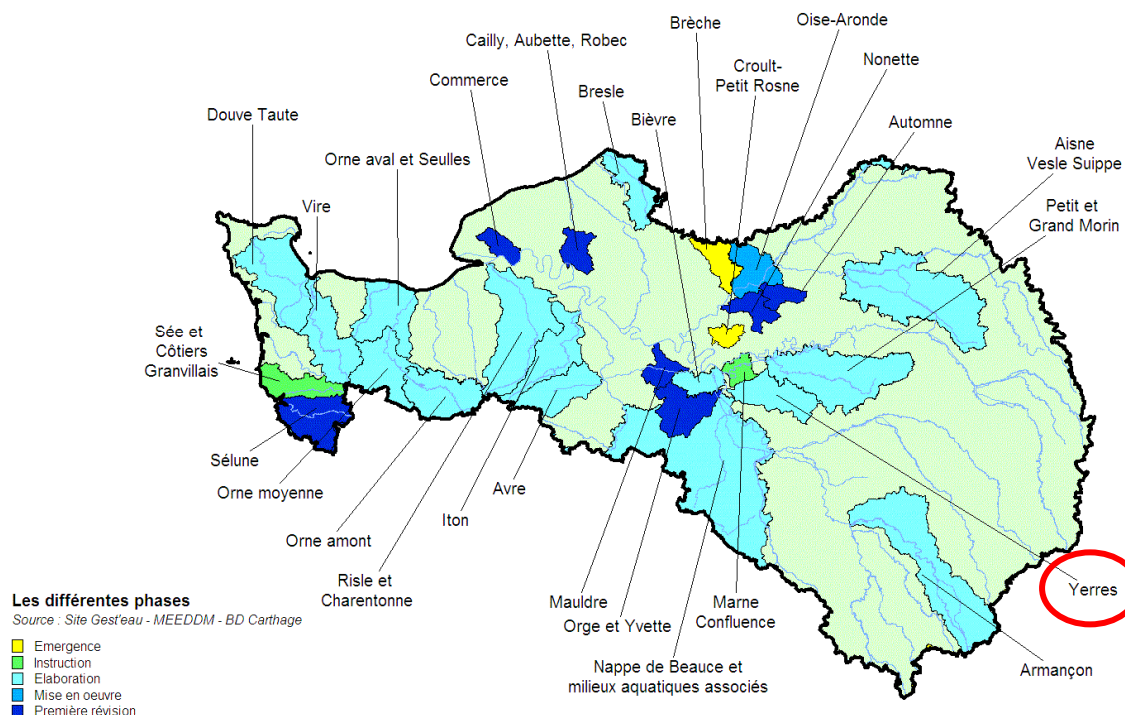 Brèche
Oise-Aronde
Cailly, Aubette, Robec
Croult-
Petit Rosne
Nonette
Commerce
Bresle
Bièvre
Automne
Douve Taute
Orne aval et Seulles
Aisne
Vesle Suippe
Vire
Petit et
Grand Morin
Sée et
Côtiers
Granvillais
Sélune
Orne moyenne
Avre
Iton
Orne amont
Risle et
Charentonne
Mauldre
Orge et Yvette
Marne
Confluence
Yerres
Nappe de Beauce et
milieux aquatiques associés
Armançon
Les différentes phases
Source : Site Gest'eau - MEEDDM - BD Carthage
Emergence
Instruction
Elaboration
Mise en oeuvre
Première révision